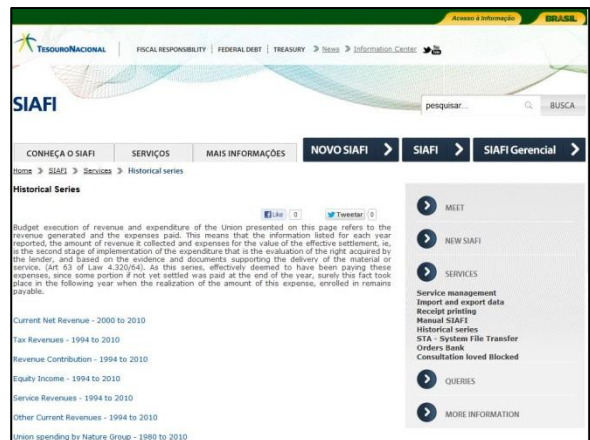 Acesso à Informação
BRASIL
TESOURONACIONAL
FISCAL RESPONSIBILITY | FEDERAL DEBT | TREASURY
News
Information Center
You Tube
SIAFI
pesquisar...
BUSCA
CONHEÇA O SIAFI
SERVIÇOS
MAIS INFORMAÇÕES
NOVO SIAFI
SIAFI
SIAFI Gerencial
Home
SIAFI
Services
Historical series
Historical Series
Like 0
Tweetar 0
Budget execution of revenue and expenditure of the Union presented on this page refers to the
revenue generated and the expenses paid. This means that the information listed for each year
reported, the amount of revenue it collected and expenses for the value of the effective settlement, ie,
is the second stage of implementation of the expenditure that is the evaluation of the right acquired by
the lender, and based on the evidence and documents supporting the delivery of the material or
service. (Art 63 of Law 4.320/64). As this series, effectively deemed to have been paying these
expenses, since some portion if not yet settled was paid at the end of the year, surely this fact took
place in the following year when the realization of the amount of this expense, enrolled in remains
payable.
Current Net Revenue - 2000 to 2010
Tax Revenues - 1994 to 2010
Revenue Contribution - 1994 to 2010
Equity Income - 1994 to 2010
Service Revenues - 1994 to 2010
Other Current Revenues - 1994 to 2010
Union spending by Nature Group - 1980 to 2010
MEET
NEW SIAFI
SERVICES
Service management
Import and export data
Receipt printing
Manual SIAFI
Historical series
STA - System File Transfer
Orders Bank
Consultation loved Blocked
QUERIES
MORE INFORMATION